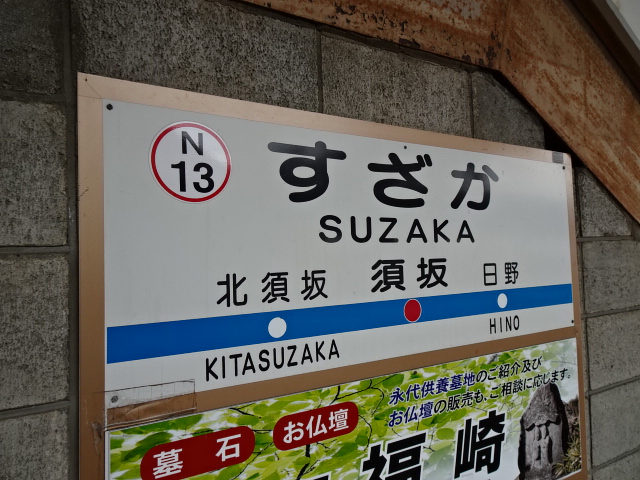 N
13
すざか
SUZAKA
北須坂
須坂
日野
KITASUZAKA
HINO
永代供養墓地のご紹介及び
お仏壇の販売も、ご相談に応じます。
墓石
お仏壇
福崎